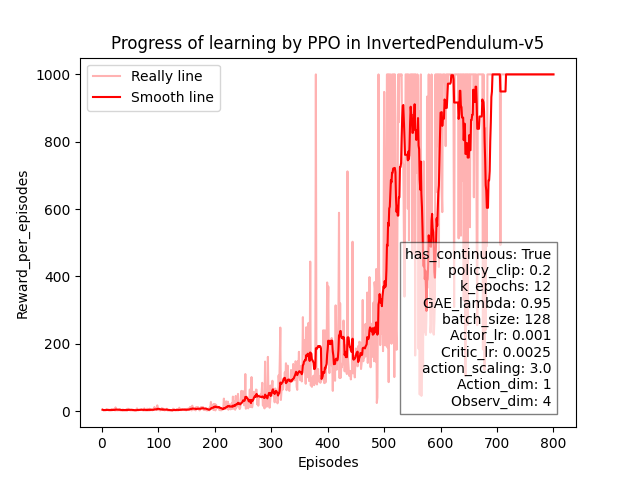 Progress of learning by PPO in InvertedPendulum-v5
Really line
Smooth line
Reward_per_episodes
1000
800
600
400
200
0
has_continuous: True
policy_clip: 0.2
k_epochs: 12
GAE_lambda: 0.95
batch_size: 128
Actor_lr: 0.001
Critic_lr: 0.0025
action_scaling: 3.0
Action_dim: 1
Observ_dim: 4
0 100 200 300 400 500 600 700 800
Episodes